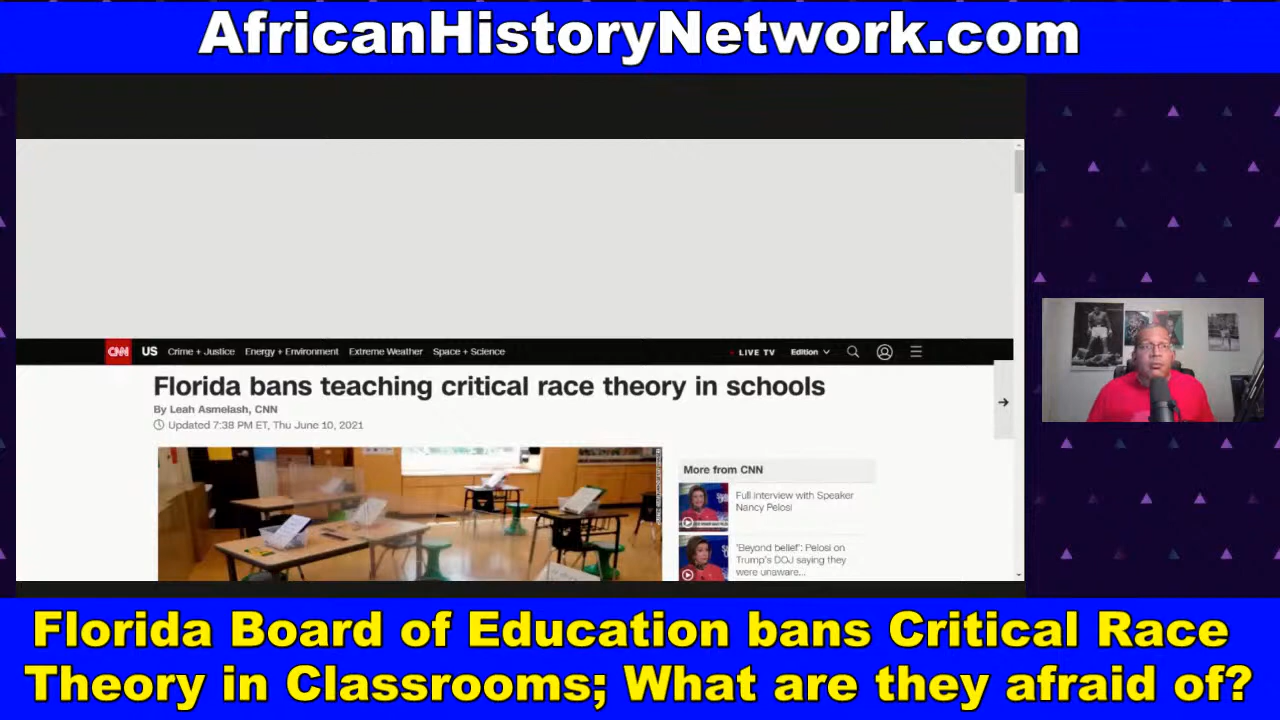 AfricanHistoryNetwork.com
CNN US Crime + Justice Energy + Environment Extreme Weather Space + Science LIVE TV Edition
Florida bans teaching critical race theory in schools
By Leah Asmelash, CNN
Updated 7:38 PM ET, Thu June 10, 2021
More from CNN
Full interview with Speaker
Nancy Pelosi
'Beyond belief': Pelosi on
Trump's DOJ saying they
were unaware...
Florida Board of Education bans Critical Race
Theory in Classrooms; What are they afraid of?